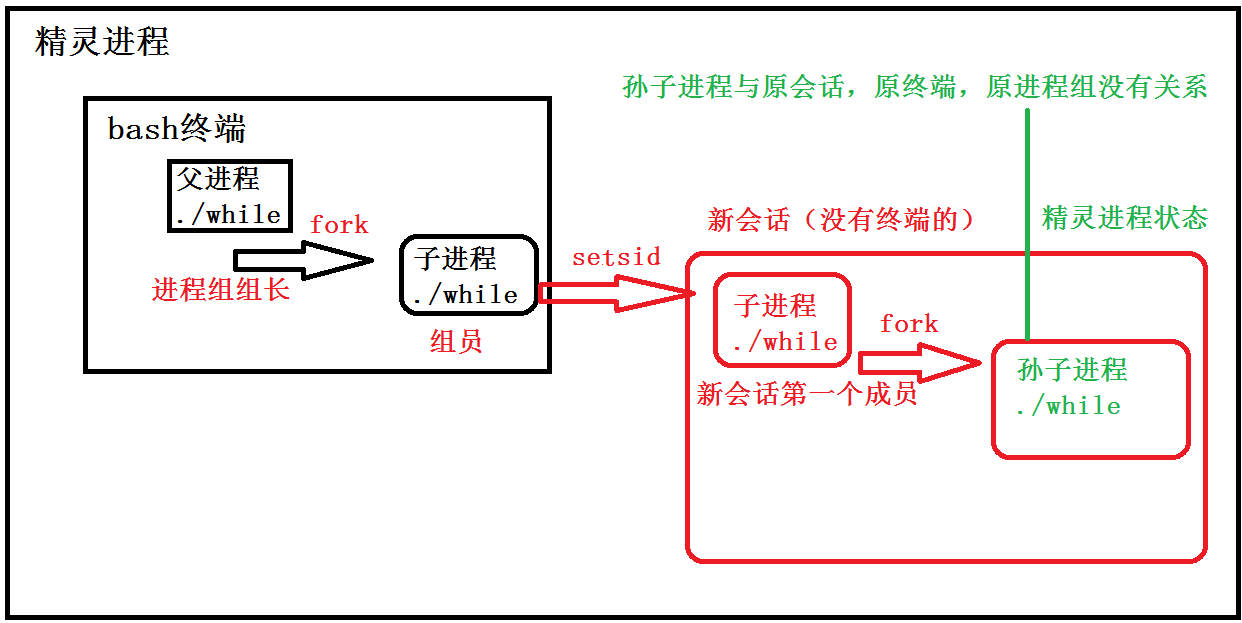 精灵进程
孙子进程与原会话，原终端，原进程组没有关系
bash终端
父进程
./while
fork
进程组组长
子进程
./while
组员
setsid
新会话（没有终端的）
精灵进程状态
子进程
./while
新会话第一个成员
fork
孙子进程
./while